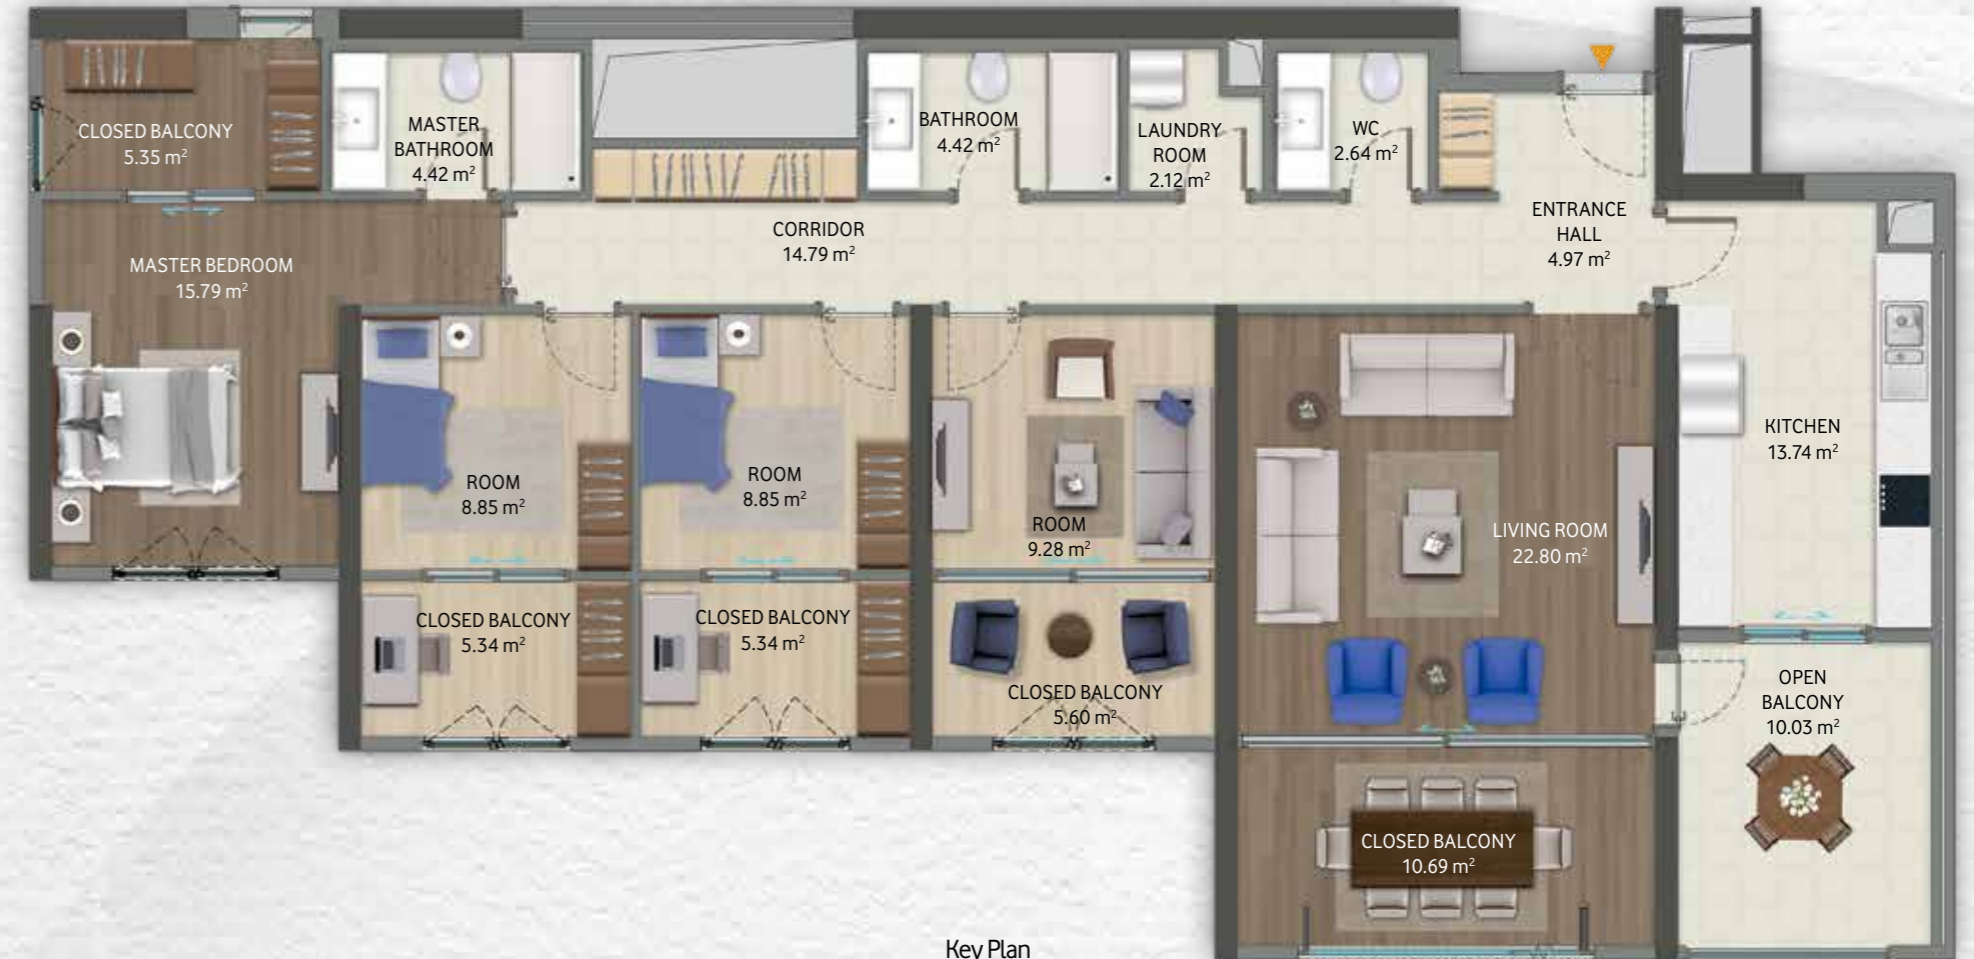 CLOSED BALCONY
5.35 m²
MASTER
BATHROOM
4.42 m²
BATHROOM
4.42 m²
LAUNDRY
ROOM
2.12 m²
WC
2.64 m²
CORRIDOR
14.79 m²
ENTRANCE
HALL
4.97 m²
MASTER BEDROOM
15.79 m²
ROOM
8.85 m²
ROOM
8.85 m²
ROOM
9.28 m²
LIVING ROOM
22.80 m²
KITCHEN
13.74 m²
CLOSED BALCONY
5.34 m²
CLOSED BALCONY
5.34 m²
CLOSED BALCONY
5.60 m²
OPEN
BALCONY
10.03 m²
CLOSED BALCONY
10.69 m²
Key Plan